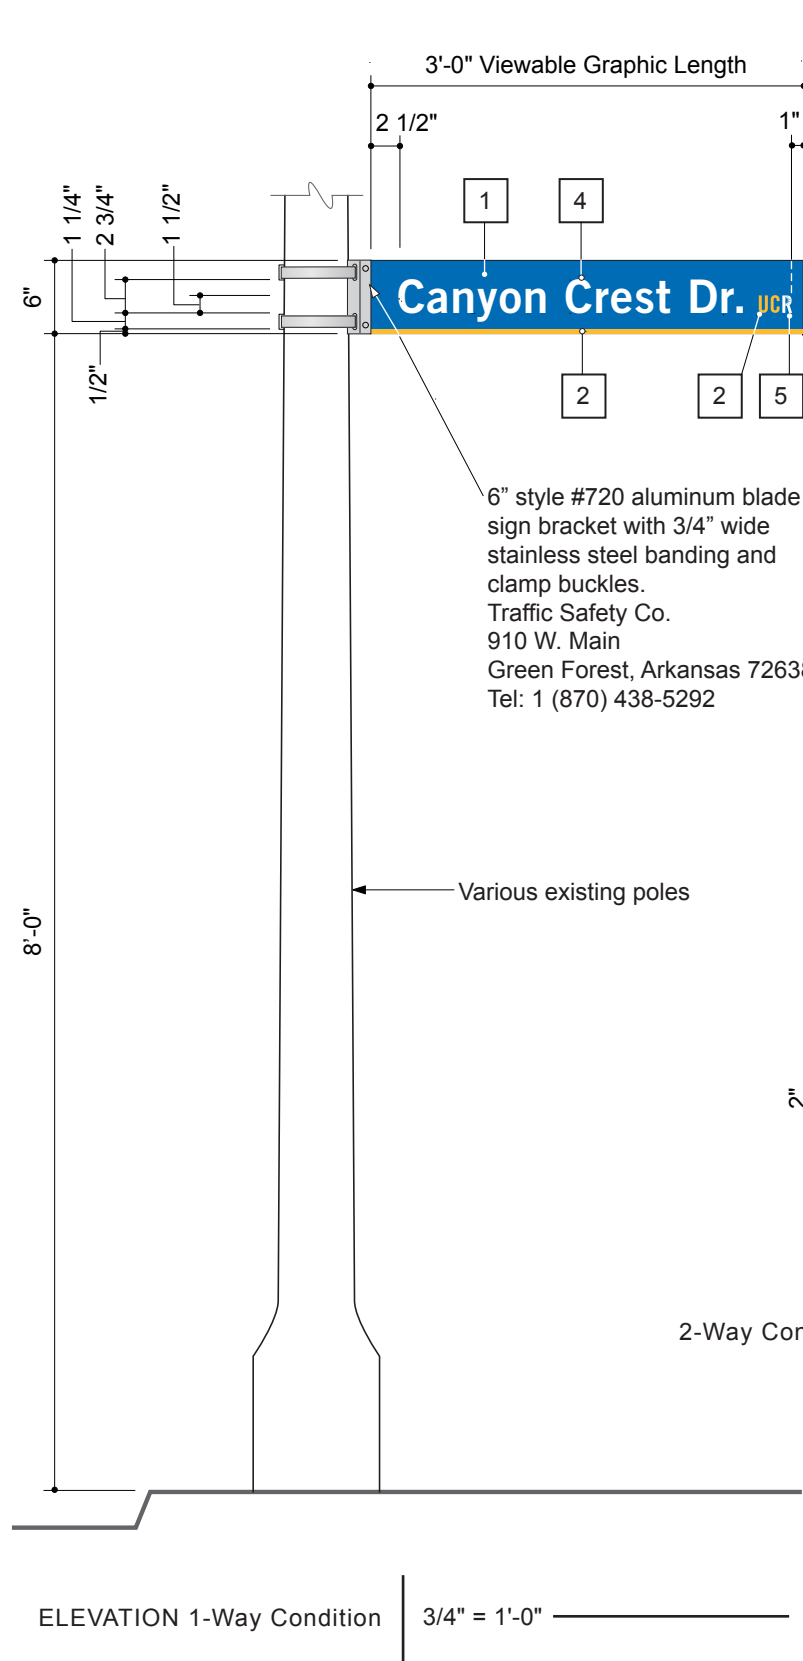 3'-0" Viewable Graphic Length
2 1/2"
1"
1 1/4"
2 3/4"
1 1/2"
1
4
6"
Canyon Crest Dr. UCR
1/2"
2
2
5
6” style #720 aluminum blade
sign bracket with 3/4” wide
stainless steel banding and
clamp buckles.
Traffic Safety Co.
910 W. Main
Green Forest, Arkansas 72638
Tel: 1 (870) 438-5292
Various existing poles
8'-0"
2"
2-Way Con
ELEVATION 1-Way Condition
3/4" = 1'-0"